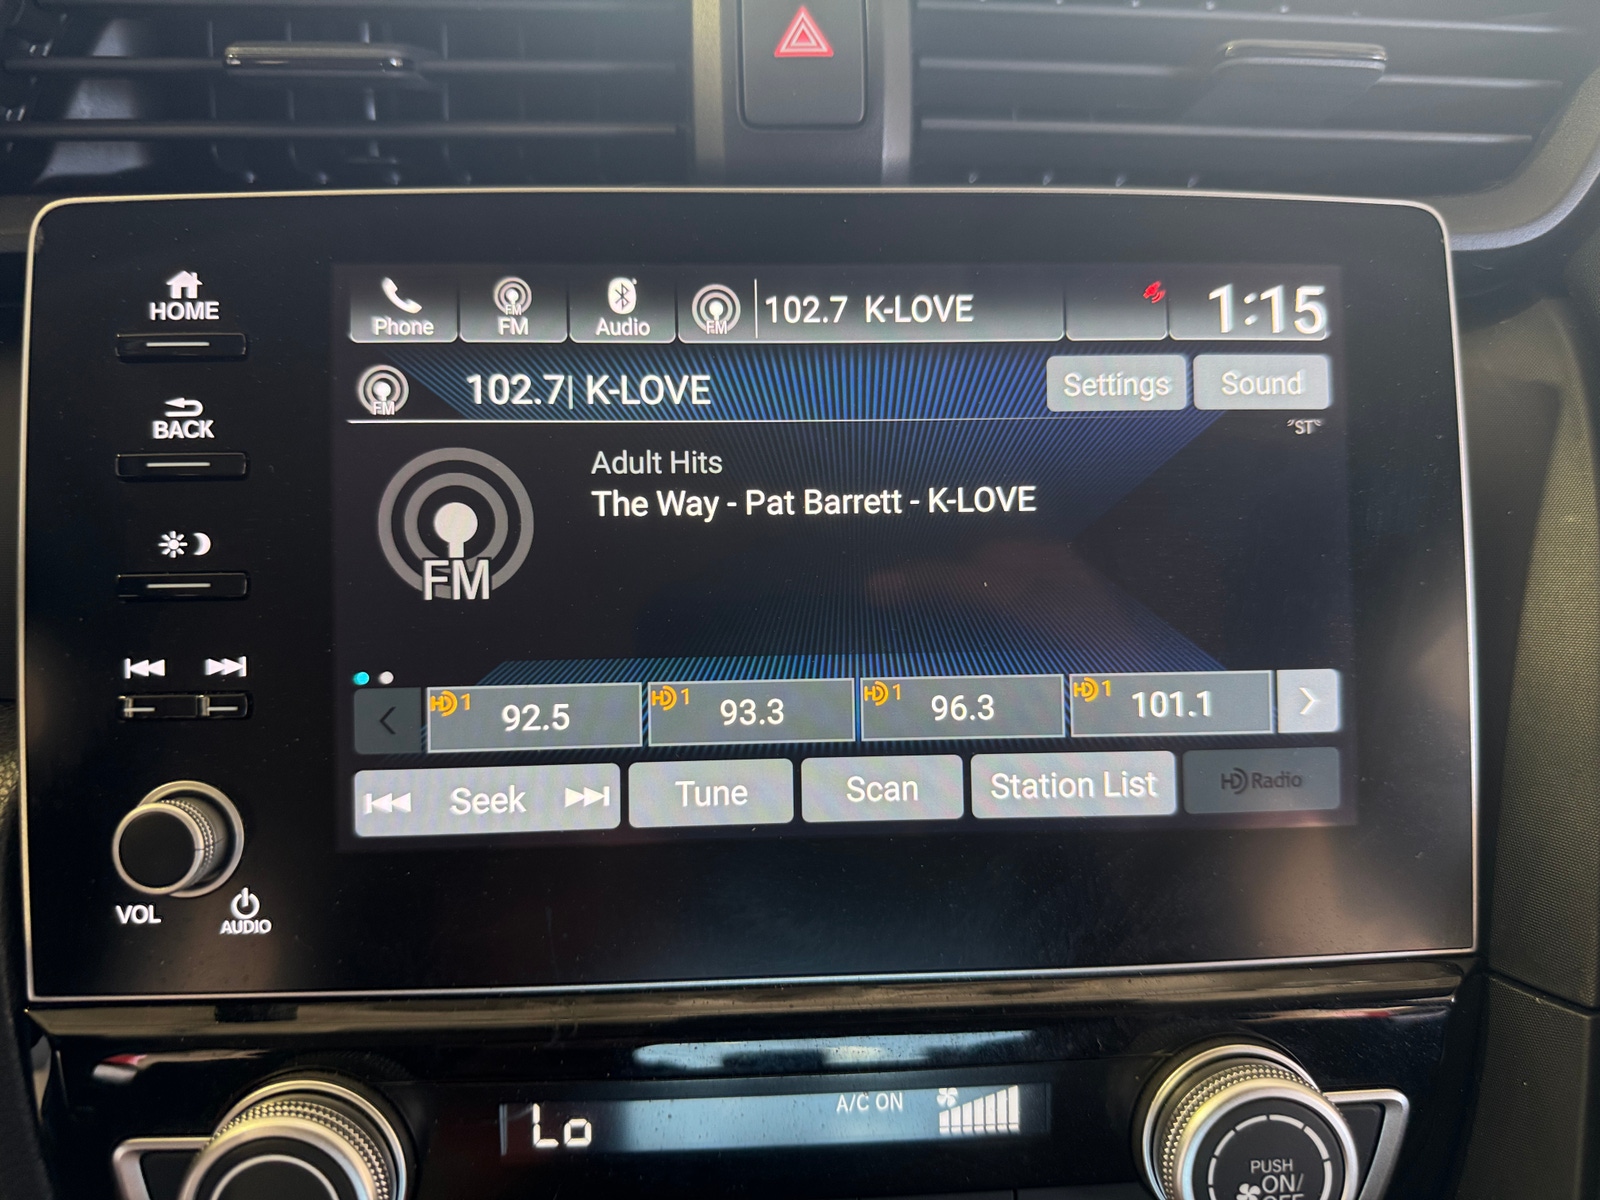 HOME
BACK
VOL
AUDIO
Phone
FM
FM
Audio
FM
102.7 K-LOVE
1:15
FM
102.7| K-LOVE
Settings
Sound
"ST"
FM
Adult Hits
The Way - Pat Barrett - K-LOVE
HD 1
92.5
HD 1
93.3
HD 1
96.3
HD 1
101.1
Seek
Tune
Scan
Station List
HD Radio
Lo
A/C ON
PUSH
ON/
OFF